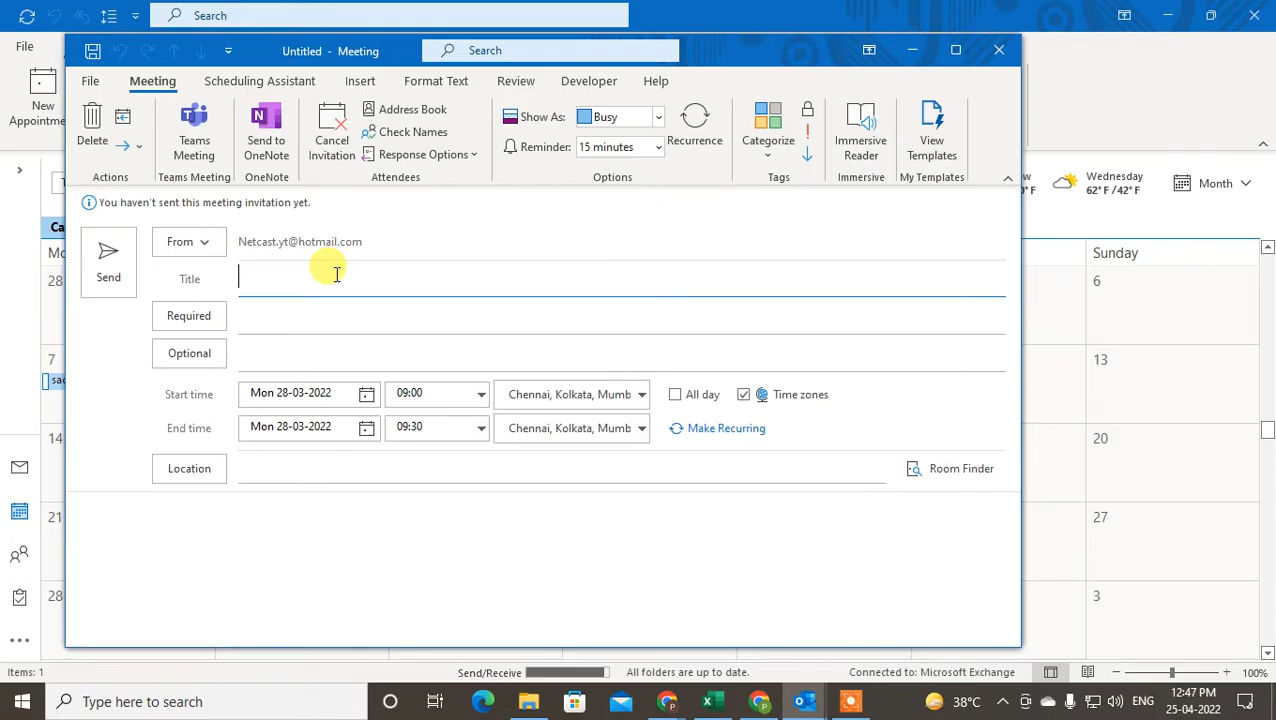 Search
File
Untitled - Meeting
Search
New
Appointme
File
Meeting
Scheduling Assistant
Insert
Format Text
Review
Developer
Help
Delete
Actions
Teams
Meeting
Teams Meeting
Send to
OneNote
OneNote
Cancel
Invitation
Address Book
Check Names
Response Options
Attendees
Show As:
Busy
Reminder:
15 minutes
Recurrence
Options
Categorize
Tags
Immersive
Reader
Immersive
View
Templates
My Templates
You haven't sent this meeting invitation yet.
Send
From
Netcast.yt@hotmail.com
Title
Required
Optional
Start time
Mon 28-03-2022
09:00
Chennai, Kolkata, Mumb
All day
Time zones
End time
Mon 28-03-2022
09:30
Chennai, Kolkata, Mumb
Make Recurring
Location
Room Finder
Wednesday
62° F /42° F
Month
Ca
Mo
Sunday
28
6
7
13
14
20
21
27
28
3
Items: 1
Send/Receive
All folders are up to date.
Connected to: Microsoft Exchange
100%
Type here to search
38°C
ENG
12:47 PM
25-04-2022